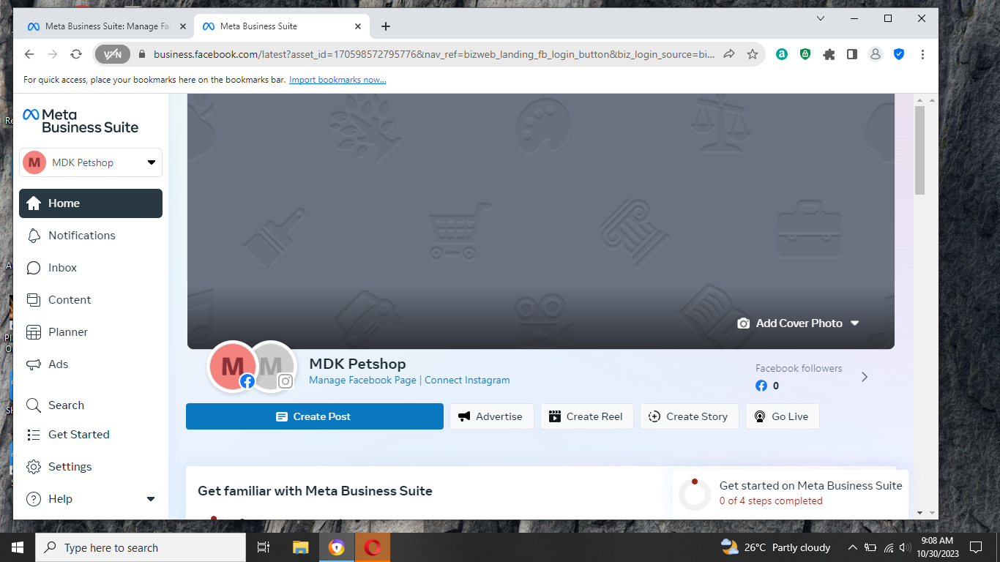 Meta Business Suite: Manage Fa
Meta Business Suite
VPN
business.facebook.com/latest?asset_id=170598572795776&nav_ref=bizweb_landing_fb_login_button&biz_login_source=bi...
For quick access, place your bookmarks here on the bookmarks bar. Import bookmarks now...
Re
Meta
Business Suite
M
MDK Petshop
Home
Notifications
Inbox
Content
Planner
Ads
Search
Get Started
Settings
Help
Add Cover Photo
M
M
MDK Petshop
Manage Facebook Page | Connect Instagram
Facebook followers
0
Create Post
Advertise
Create Reel
Create Story
Go Live
Get familiar with Meta Business Suite
Get started on Meta Business Suite
0 of 4 steps completed
Type here to search
26°C Partly cloudy
9:08 AM
10/30/2023